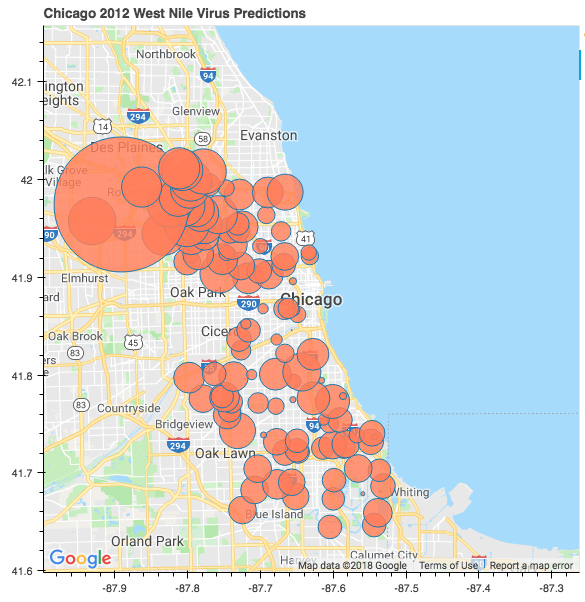 Chicago 2012 West Nile Virus Predictions
42.1
42
41.9
41.8
41.7
41.6
Northbrook
94
ington
eights
294
Glenview
14
58
Evanston
Des Plaines
lk Grove
Village
Ro
90
294
41
Elmhurst
Oak Park
290
Chicago
ard
Cicer
Oak Brook
45
83
ers
83
Countryside
Bridgeview
94
294
Oak Lawn
Whiting
Blue Island
Orland Park
Calumet City
Har
Google
Map data ©2018 Google
Terms of Use
Report a map error
-87.9
-87.8
-87.7
-87.6
-87.5
-87.4
-87.3